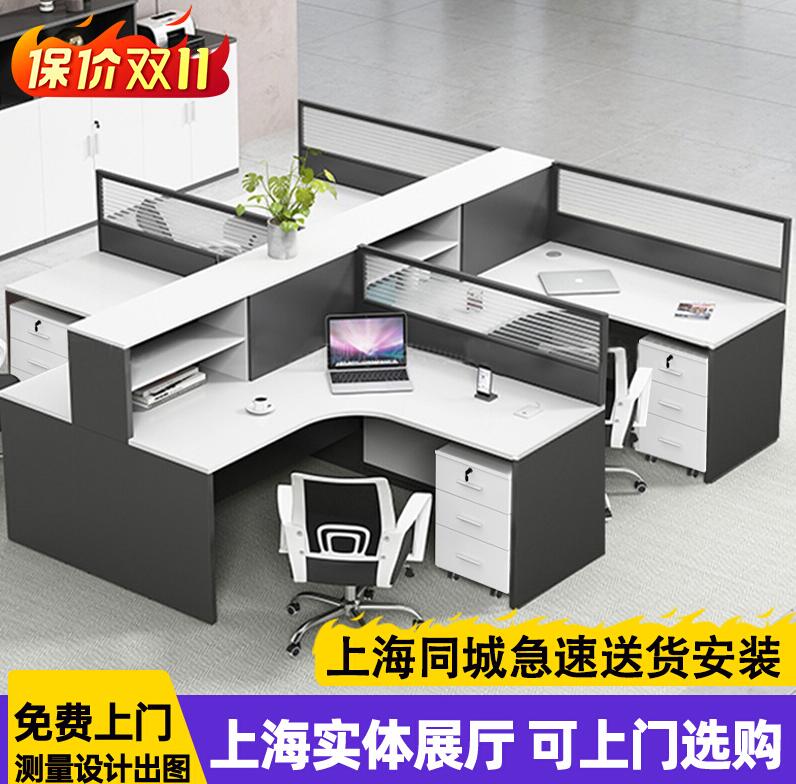 保价双11
上海同城急速送货安装
免费上门
测量设计出图
上海实体展厅 可上门选购